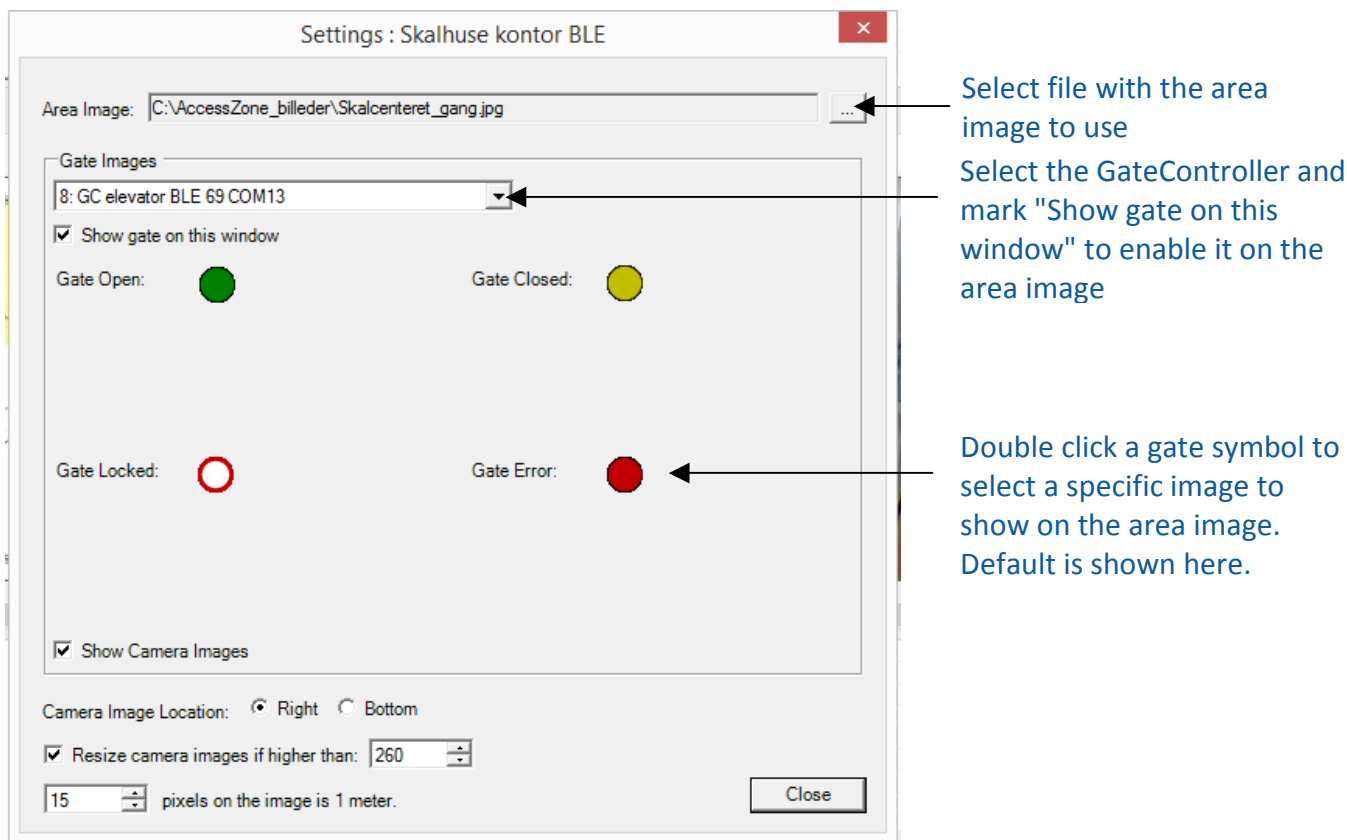 Settings : Skalhuse kontor BLE
Area Image: C:\AccessZone_billeder\Skalcenteret_gang.jpg ...
Select file with the area
image to use
Gate Images
8: GC elevator BLE 69 COM13
Show gate on this window
Select the GateController and
mark "Show gate on this
window" to enable it on the
area image
Gate Open: Gate Closed:
Gate Locked: Gate Error:
Double click a gate symbol to
select a specific image to
show on the area image.
Default is shown here.
Show Camera Images
Camera Image Location: Right Bottom
Resize camera images if higher than: 260
15 pixels on the image is 1 meter.
Close